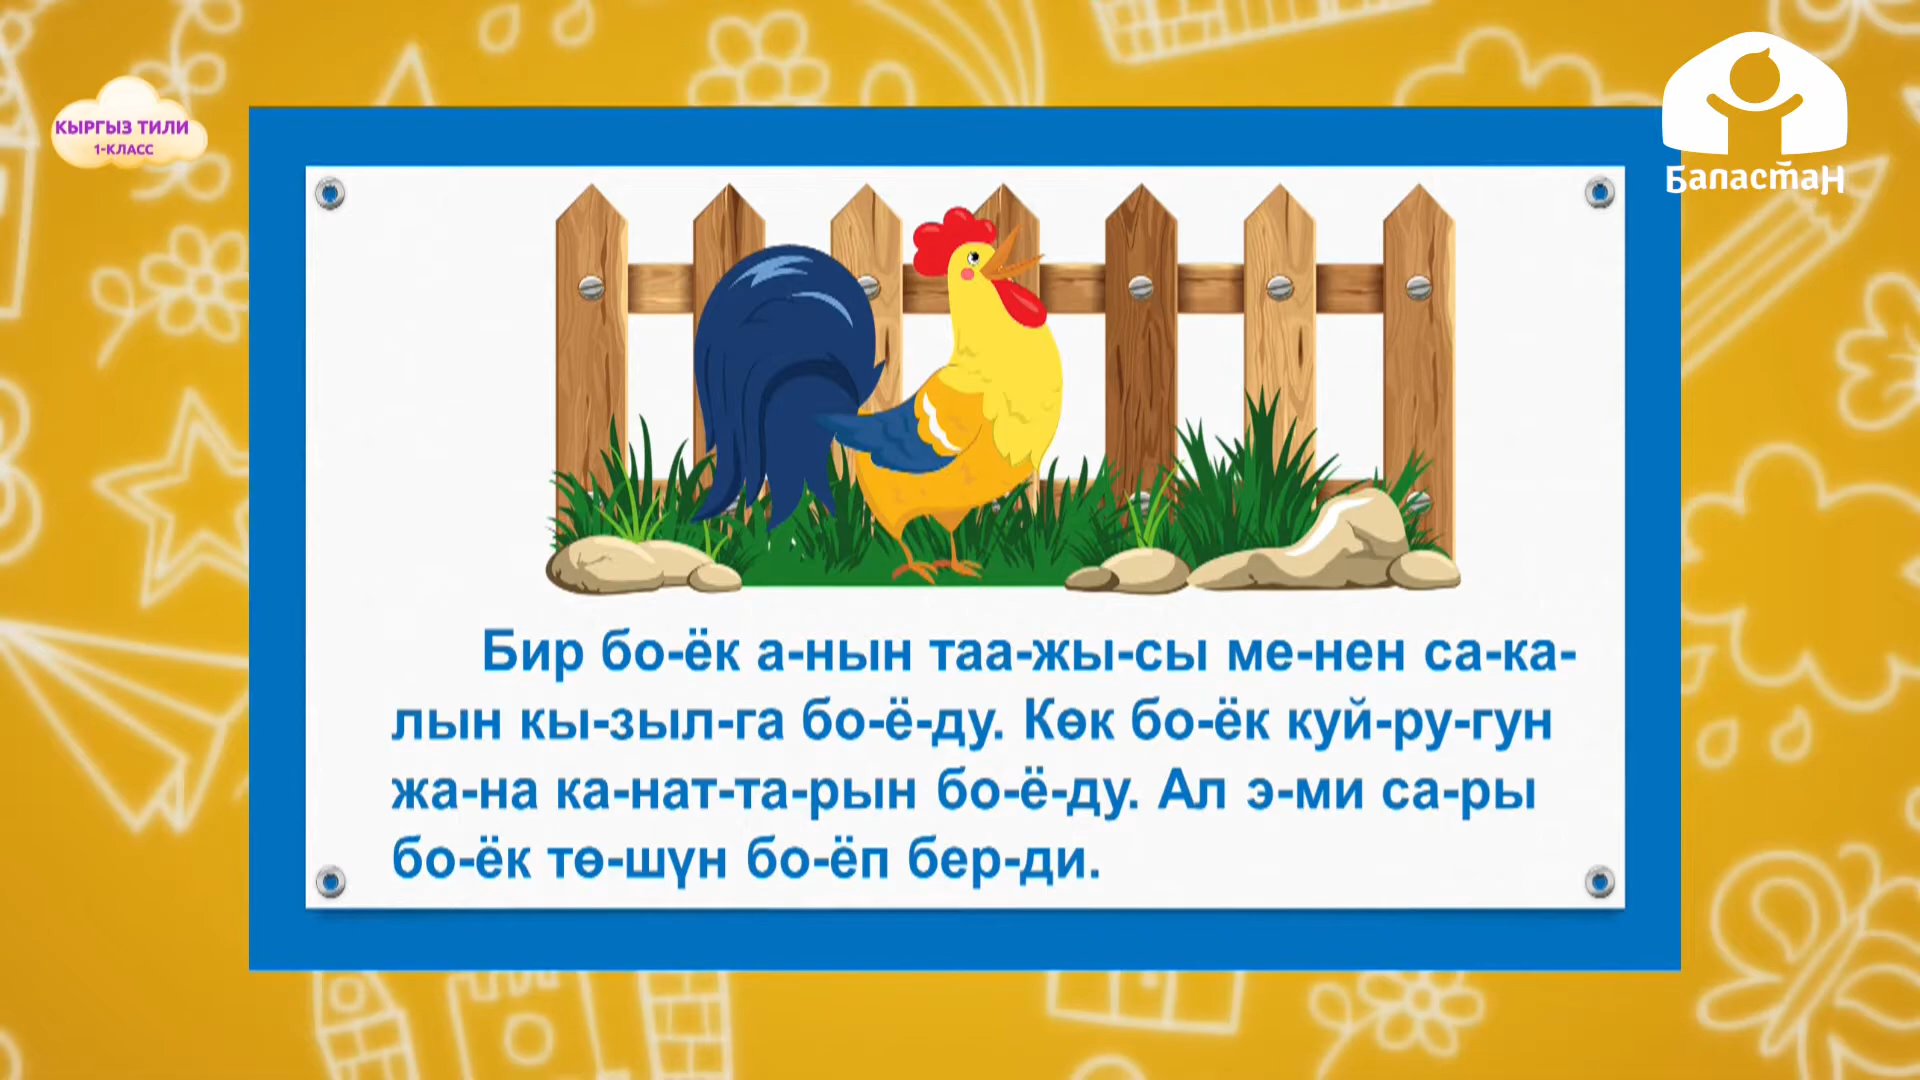 КЫРГЫЗ ТИЛИ
1-КЛАСС
Баластан
Бир бо-ёк а-нын таа-жы-сы ме-нен са-ка-
лын кы-зыл-га бо-ё-ду. Көк бо-ёк куй-ру-гун
жа-на ка-нат-та-рын бо-ё-ду. Ал э-ми са-ры
бо-ёк тө-шүн бо-ёп бер-ди.